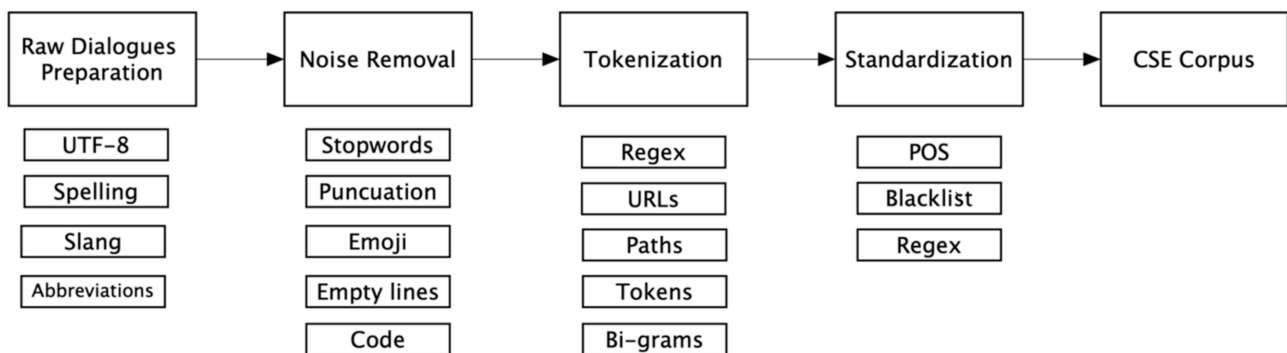 Raw Dialogues
Preparation
Noise Removal
Tokenization
Standardization
CSE Corpus
UTF-8
Spelling
Slang
Abbreviations
Stopwords
Puncuation
Emoji
Empty lines
Code
Regex
URLs
Paths
Tokens
Bi-grams
POS
Blacklist
Regex